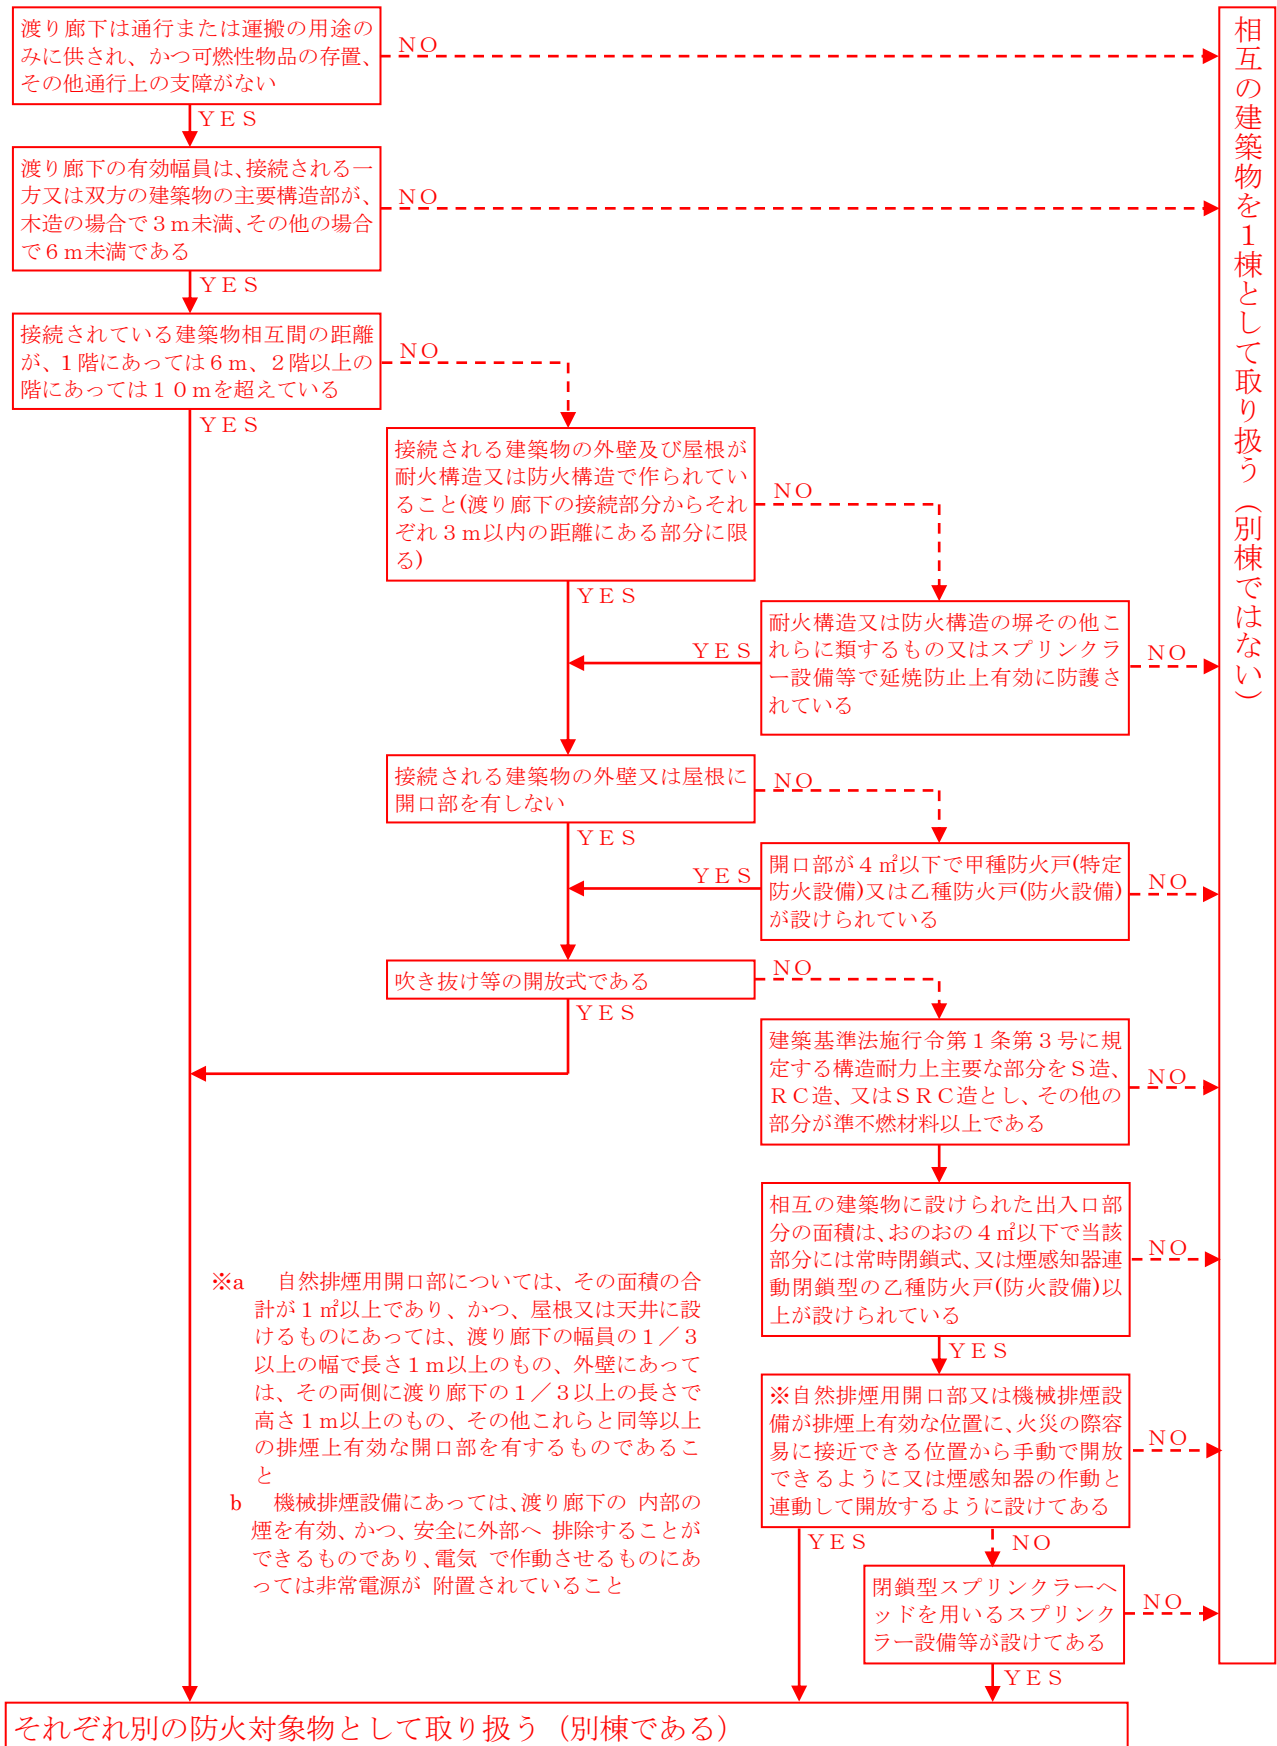 渡り廊下は通行または運搬の用途の
みに供され、かつ可燃性物品の存置、
その他通行上の支障がない
NO
YES
渡り廊下の有効幅員は、接続される一
方又は双方の建築物の主要構造部が、
木造の場合で３ｍ未満、その他の場合
で６ｍ未満である
NO
YES
接続されている建築物相互間の距離
が、１階にあっては６ｍ、２階以上の
階にあっては１０ｍを超えている
NO
YES
接続される建築物の外壁及び屋根が
耐火構造又は防火構造で作られてい
ること(渡り廊下の接続部分からそれ
ぞれ３ｍ以内の距離にある部分に限
る)
NO
YES
耐火構造又は防火構造の塀その他こ
れらに類するもの又はスプリンクラ
ー設備等で延焼防止上有効に防護さ
れている
YES
NO
接続される建築物の外壁又は屋根に
開口部を有しない
NO
YES
開口部が４㎡以下で甲種防火戸(特定
防火設備)又は乙種防火戸(防火設備)
が設けられている
YES
NO
吹き抜け等の開放式である
NO
YES
建築基準法施行令第１条第３号に規
定する構造耐力上主要な部分をＳ造、
ＲＣ造、又はＳＲＣ造とし、その他の
部分が準不燃材料以上である
NO
相互の建築物に設けられた出入口部
分の面積は、おのおの４㎡以下で当該
部分には常時閉鎖式、又は煙感知器連
動閉鎖型の乙種防火戸(防火設備)以
上が設けられている
NO
YES
※自然排煙用開口部又は機械排煙設
備が排煙上有効な位置に、火災の際容
易に接近できる位置から手動で開放
できるように又は煙感知器の作動と
連動して開放するように設けてある
NO
YES
NO
閉鎖型スプリンクラーヘ
ッドを用いるスプリンク
ラー設備等が設けてある
NO
YES
※a　自然排煙用開口部については、その面積の合
計が１㎡以上であり、かつ、屋根又は天井に設
けるものにあっては、渡り廊下の幅員の１／３
以上の幅で長さ１ｍ以上のもの、外壁にあって
は、その両側に渡り廊下の１／３以上の長さで
高さ１ｍ以上のもの、その他これらと同等以上
の排煙上有効な開口部を有するものであるこ
と
b　機械排煙設備にあっては、渡り廊下の 内部の
煙を有効、かつ、安全に外部へ 排除することが
できるものであり、電気 で作動させるものにあ
っては非常電源が 附置されていること
相互の建築物を１棟として取り扱う（別棟ではない）
それぞれ別の防火対象物として取り扱う（別棟である）